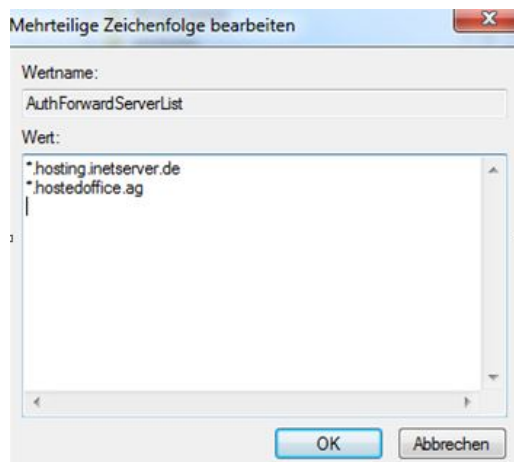 Mehrteilige Zeichenfolge bearbeiten
Wertname:
AuthForwardServerList
Wert:
*.hosting.inetserver.de
*.hostedoffice.ag
OK
Abbrechen